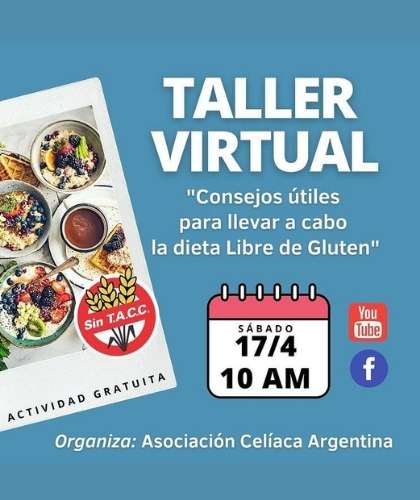 TALLER
VIRTUAL
"Consejos útiles
para llevar a cabo
la dieta Libre de Gluten"
Sin T.A.C.C.
SÁBADO
17/4
10 AM
You
Tube
f
ACTIVIDAD GRATUITA
Organiza: Asociación Celíaca Argentina